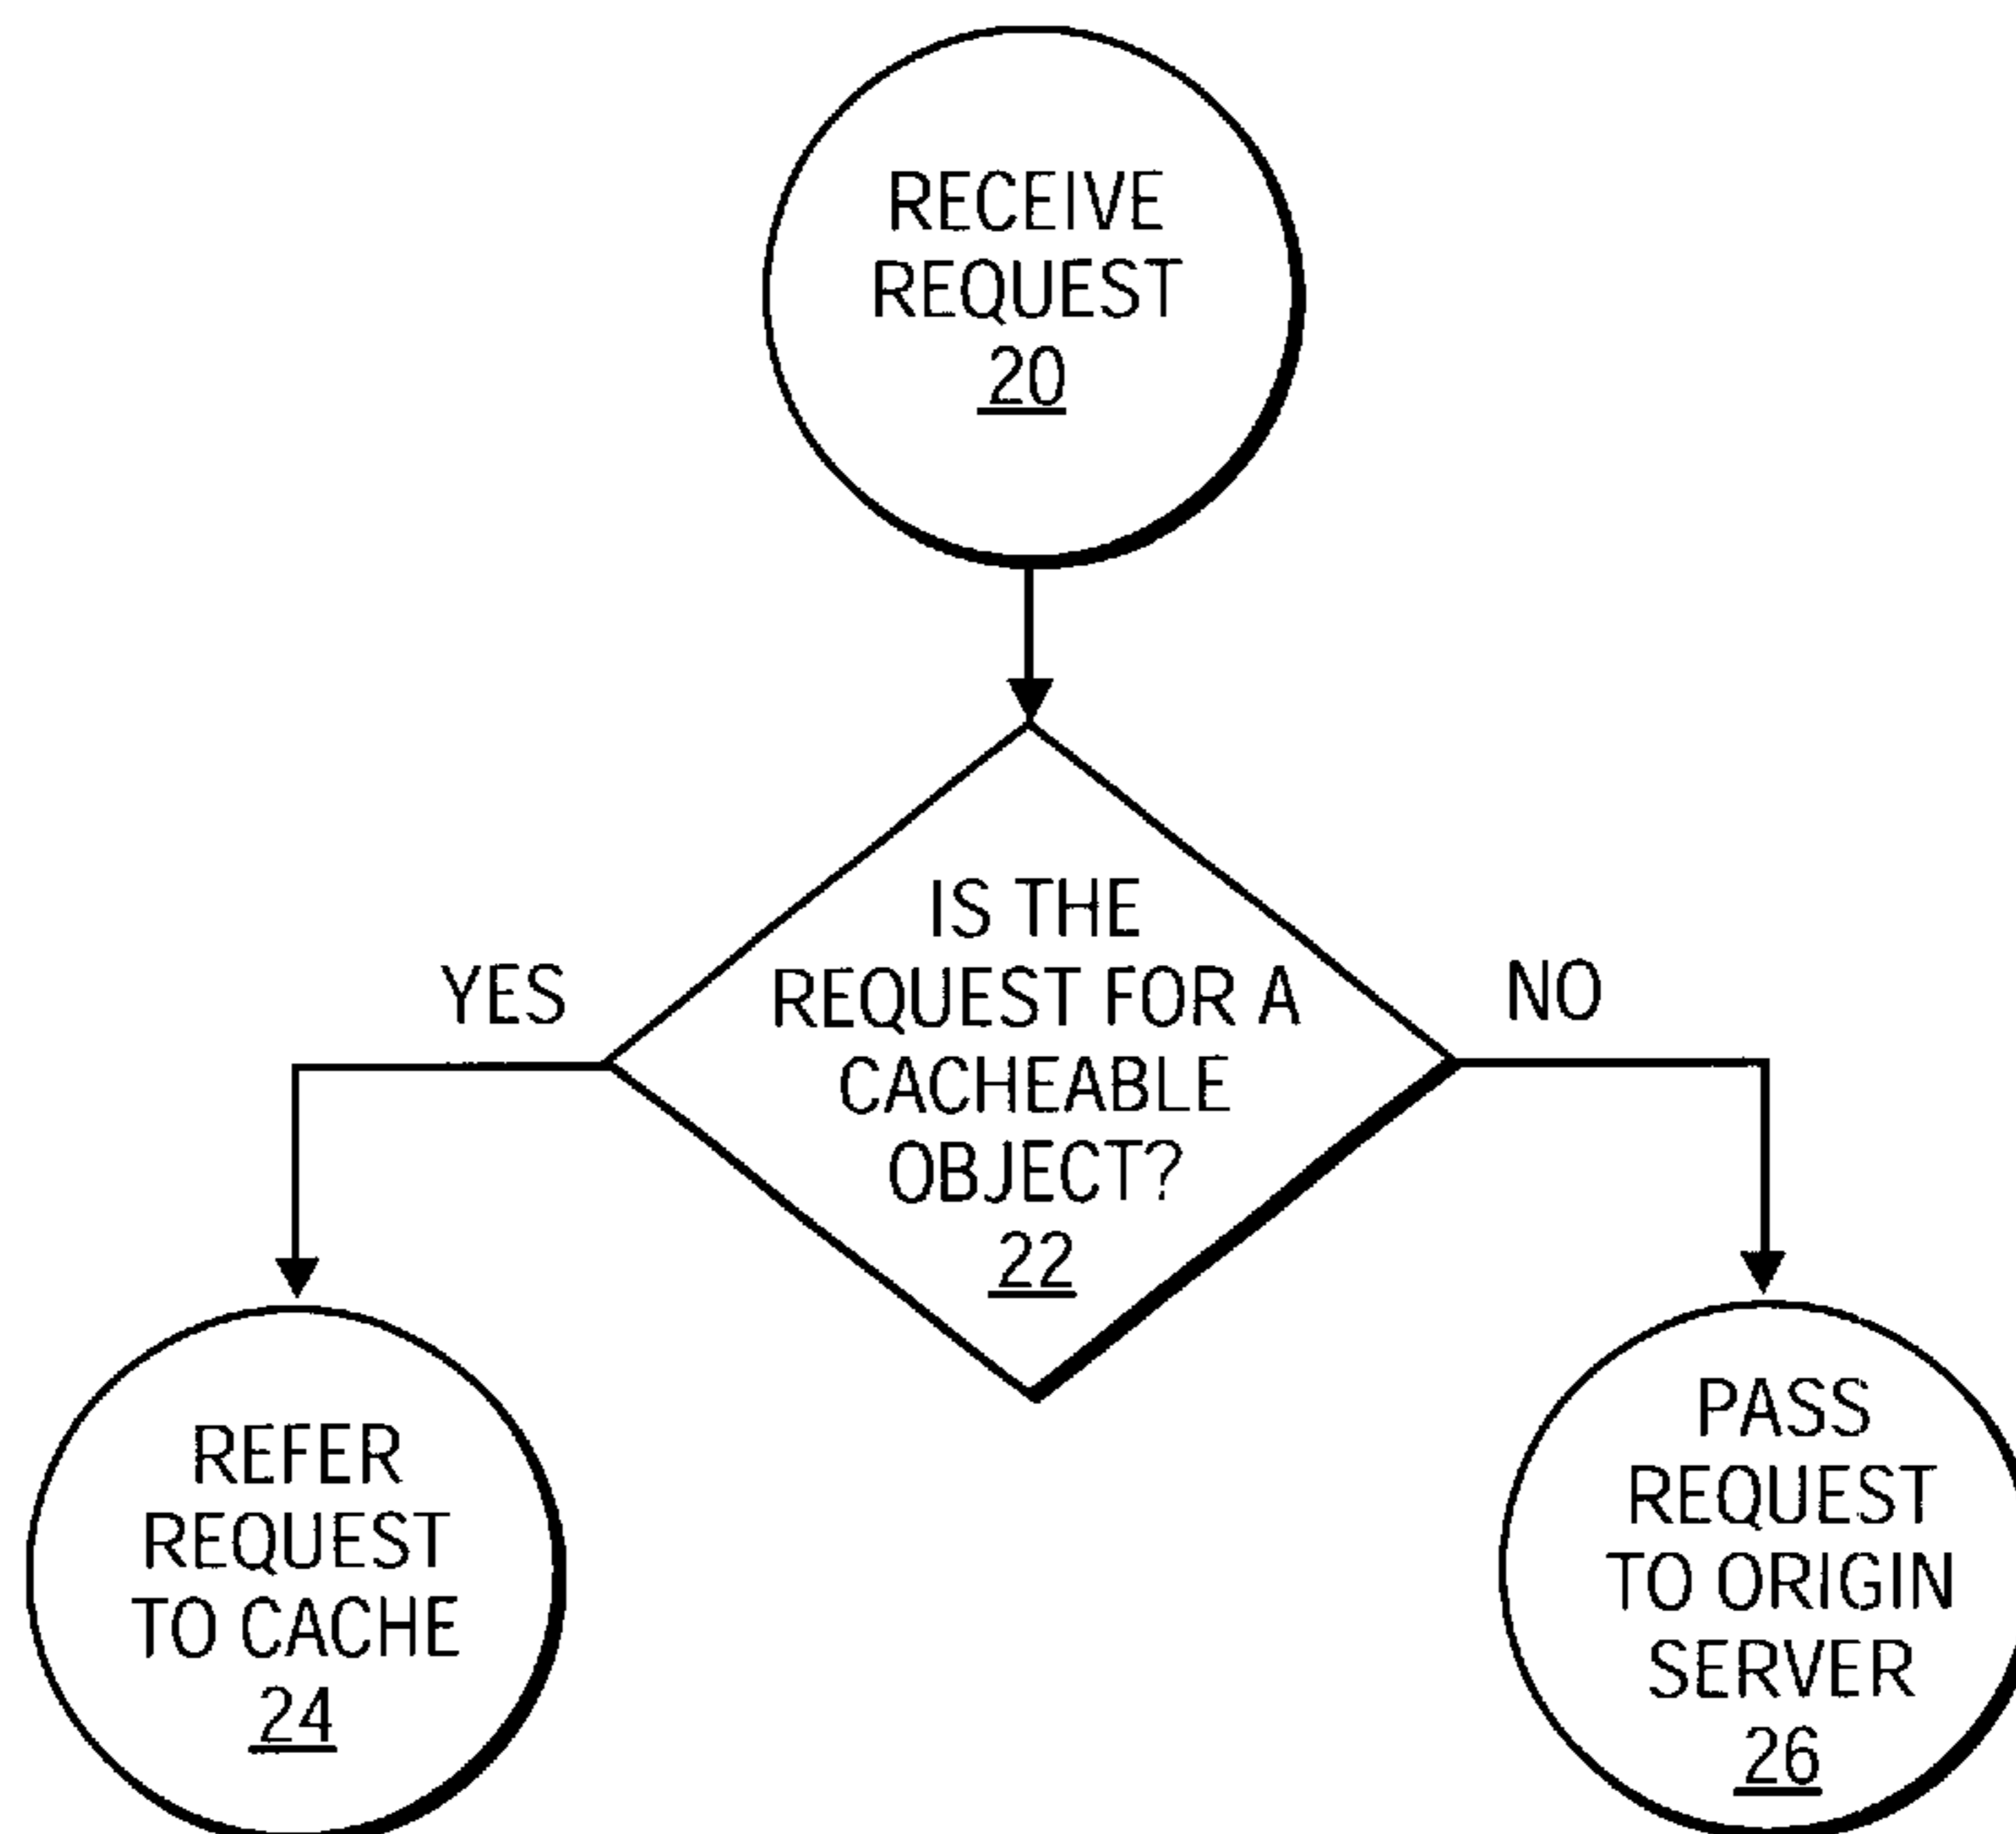 RECEIVE
REQUEST
20
IS THE
REQUEST FOR A
CACHEABLE
OBJECT?
22
YES
NO
REFER
REQUEST
TO CACHE
24
PASS
REQUEST
TO ORIGIN
SERVER
26